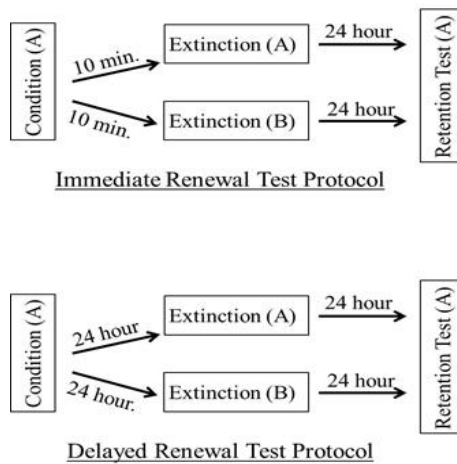 Condition (A)
10 min.
10 min.
Extinction (A)
Extinction (B)
24 hour
24 hour
Retention Test (A)
Immediate Renewal Test Protocol
Condition (A)
24 hour
24 hour.
Extinction (A)
Extinction (B)
24 hour
24 hour
Retention Test (A)
Delayed Renewal Test Protocol